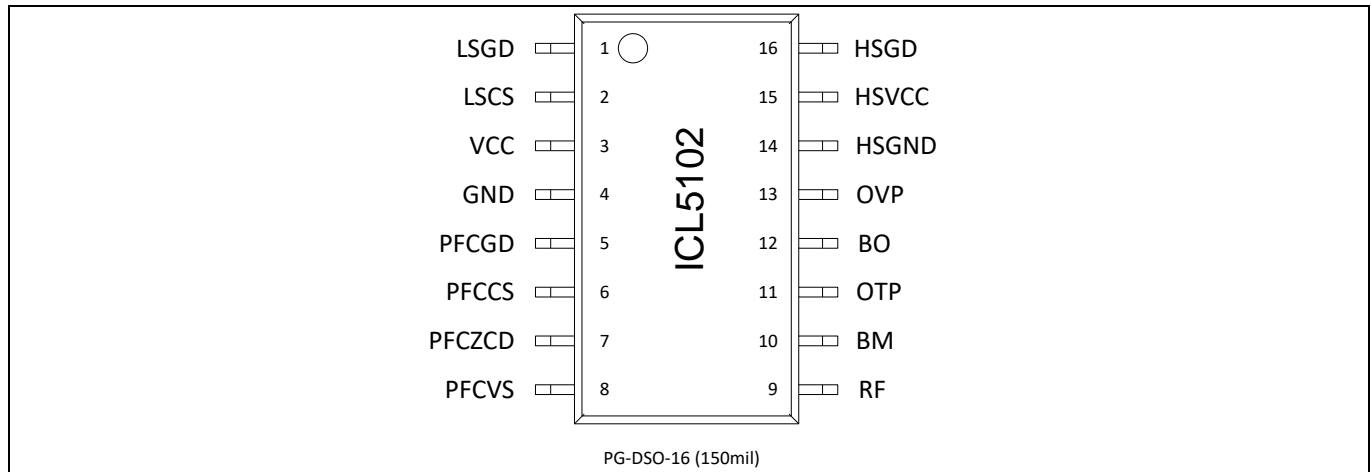 LSGD 1 16 HSGD
LSCS 2 15 HSVCC
VCC 3 14 HSGND
GND 4 13 OVP
PFCGD 5 12 BO
PFCCS 6 11 OTP
PFCZCD 7 10 BM
PFCVS 8 9 RF
ICL5102
PG-DSO-16 (150mil)